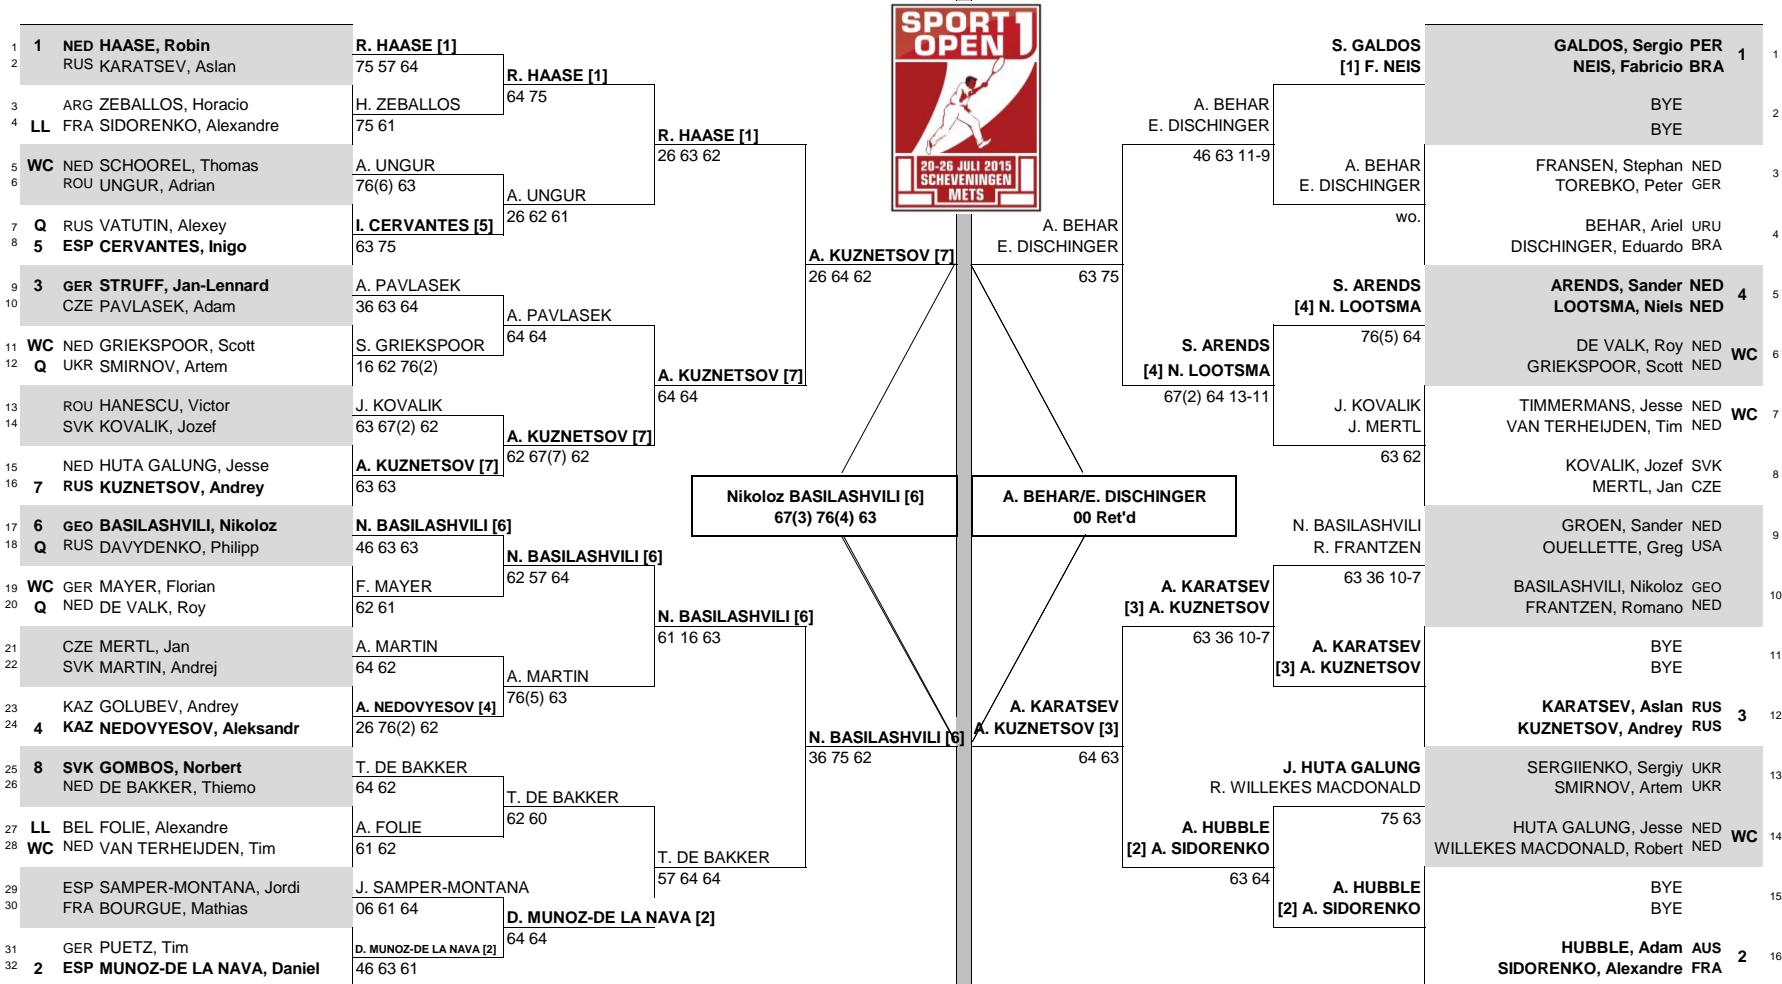 SPORT 1
OPEN
20-26 JULI 2015
SCHEVENINGEN
METS
1 1 NED HAASE, Robin
2 RUS KARATSEV, Aslan
3 ARG ZEBALLOS, Horacio
4 LL FRA SIDORENKO, Alexandre
5 WC NED SCHOOREL, Thomas
6 ROU UNGUR, Adrian
7 Q RUS VATUTIN, Alexey
8 5 ESP CERVANTES, Inigo
9 3 GER STRUFF, Jan-Lennard
10 CZE PAVLASEK, Adam
11 WC NED GRIEKSPOOR, Scott
12 Q UKR SMIRNOV, Artem
13 ROU HANESCU, Victor
14 SVK KOVALIK, Jozef
15 NED HUTA GALUNG, Jesse
16 7 RUS KUZNETSOV, Andrey
17 6 GEO BASILASHVILI, Nikoloz
18 Q RUS DAVYDENKO, Philipp
19 WC GER MAYER, Florian
20 Q NED DE VALK, Roy
21 CZE MERTL, Jan
22 SVK MARTIN, Andrej
23 KAZ GOLUBEV, Andrey
24 4 KAZ NEDOVYESOV, Aleksandr
25 8 SVK GOMBOS, Norbert
26 NED DE BAKKER, Thiemo
27 LL BEL FOLIE, Alexandre
28 WC NED VAN TERHEIJDEN, Tim
29 ESP SAMPER-MONTANA, Jordi
30 FRA BOURGUE, Mathias
31 GER PUETZ, Tim
32 2 ESP MUNOZ-DE LA NAVA, Daniel
R. HAASE [1]
75 57 64
H. ZEBALLOS
75 61
A. UNGUR
76(6) 63
I. CERVANTES [5]
63 75
A. PAVLASEK
36 63 64
S. GRIEKSPOOR
16 62 76(2)
J. KOVALIK
63 67(2) 62
A. KUZNETSOV [7]
63 63
N. BASILASHVILI [6]
46 63 63
F. MAYER
62 61
A. MARTIN
64 62
A. NEDOVYESOV [4]
26 76(2) 62
T. DE BAKKER
64 62
A. FOLIE
61 62
J. SAMPER-MONTANA
06 61 64
D. MUNOZ-DE LA NAVA [2]
46 63 61
R. HAASE [1]
64 75
A. UNGUR
26 62 61
A. PAVLASEK
64 64
A. KUZNETSOV [7]
62 67(7) 62
N. BASILASHVILI [6]
62 57 64
A. MARTIN
76(5) 63
T. DE BAKKER
62 60
D. MUNOZ-DE LA NAVA [2]
64 64
R. HAASE [1]
26 63 62
A. KUZNETSOV [7]
64 64
N. BASILASHVILI [6]
61 16 63
T. DE BAKKER
57 64 64
A. KUZNETSOV [7]
26 64 62
N. BASILASHVILI [6]
36 75 62
Nikoloz BASILASHVILI [6]
67(3) 76(4) 63
A. BEHAR/E. DISCHINGER
00 Ret'd
A. BEHAR
E. DISCHINGER
63 75
A. KARATSEV
A. KUZNETSOV [3]
64 63
A. BEHAR
E. DISCHINGER
46 63 11-9
S. ARENDS
[4] N. LOOTSMA
67(2) 64 13-11
A. KARATSEV
[3] A. KUZNETSOV
63 36 10-7
A. HUBBLE
[2] A. SIDORENKO
63 64
S. GALDOS
[1] F. NEIS
A. BEHAR
E. DISCHINGER
wo.
S. ARENDS
[4] N. LOOTSMA
76(5) 64
J. KOVALIK
J. MERTL
63 62
N. BASILASHVILI
R. FRANTZEN
63 36 10-7
A. KARATSEV
[3] A. KUZNETSOV
J. HUTA GALUNG
R. WILLEKES MACDONALD
75 63
A. HUBBLE
[2] A. SIDORENKO
GALDOS, Sergio PER 1 1
NEIS, Fabricio BRA
BYE 2
BYE
FRANSEN, Stephan NED 3
TOREBKO, Peter GER
BEHAR, Ariel URU 4
DISCHINGER, Eduardo BRA
ARENDS, Sander NED 4 5
LOOTSMA, Niels NED
DE VALK, Roy NED WC 6
GRIEKSPOOR, Scott NED
TIMMERMANS, Jesse NED WC 7
VAN TERHEIJDEN, Tim NED
KOVALIK, Jozef SVK 8
MERTL, Jan CZE
GROEN, Sander NED 9
OUELLETTE, Greg USA
BASILASHVILI, Nikoloz GEO 10
FRANTZEN, Romano NED
BYE 11
BYE
KARATSEV, Aslan RUS 3 12
KUZNETSOV, Andrey RUS
SERGIIENKO, Sergiy UKR 13
SMIRNOV, Artem UKR
HUTA GALUNG, Jesse NED WC 14
WILLEKES MACDONALD, Robert NED
BYE 15
BYE
HUBBLE, Adam AUS 2 16
SIDORENKO, Alexandre FRA